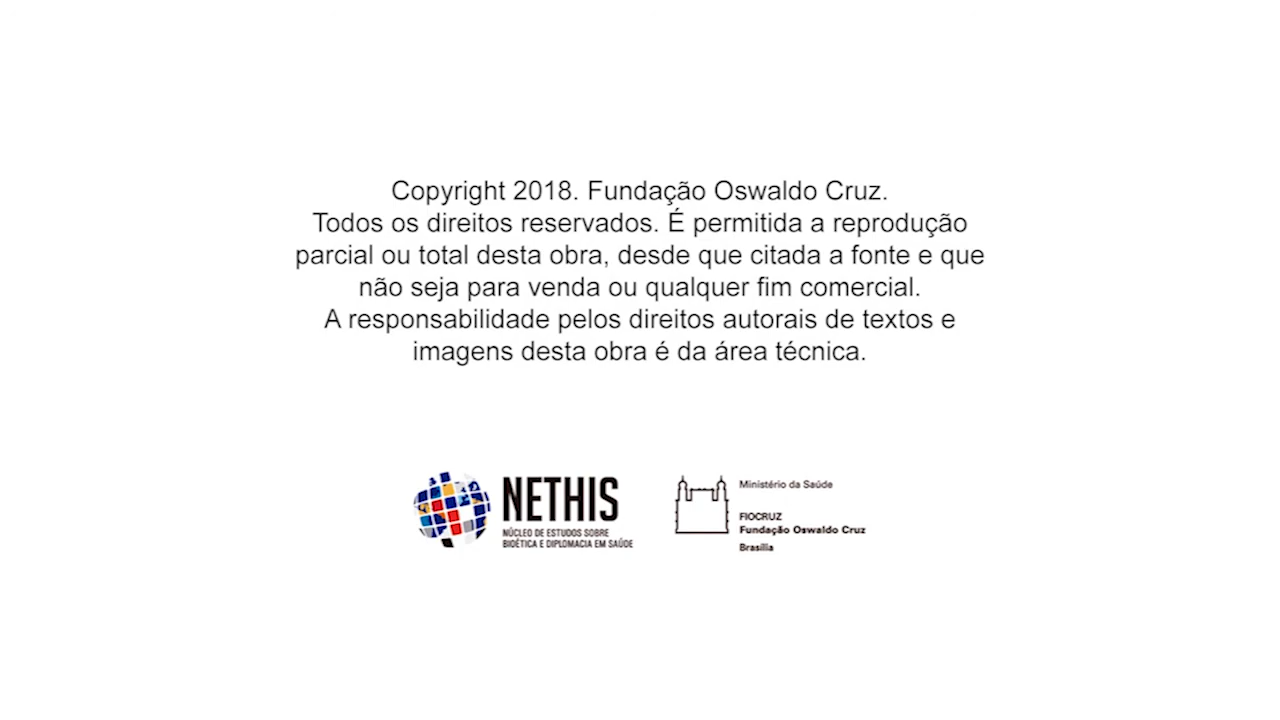 Copyright 2018. Fundação Oswaldo Cruz.
Todos os direitos reservados. É permitida a reprodução
parcial ou total desta obra, desde que citada a fonte e que
não seja para venda ou qualquer fim comercial.
A responsabilidade pelos direitos autorais de textos e
imagens desta obra é da área técnica.
NETHIS
NÚCLEO DE ESTUDOS SOBRE
BIOÉTICA E DIPLOMACIA EM SAÚDE
Ministério da Saúde
FIOCRUZ
Fundação Oswaldo Cruz
Brasília